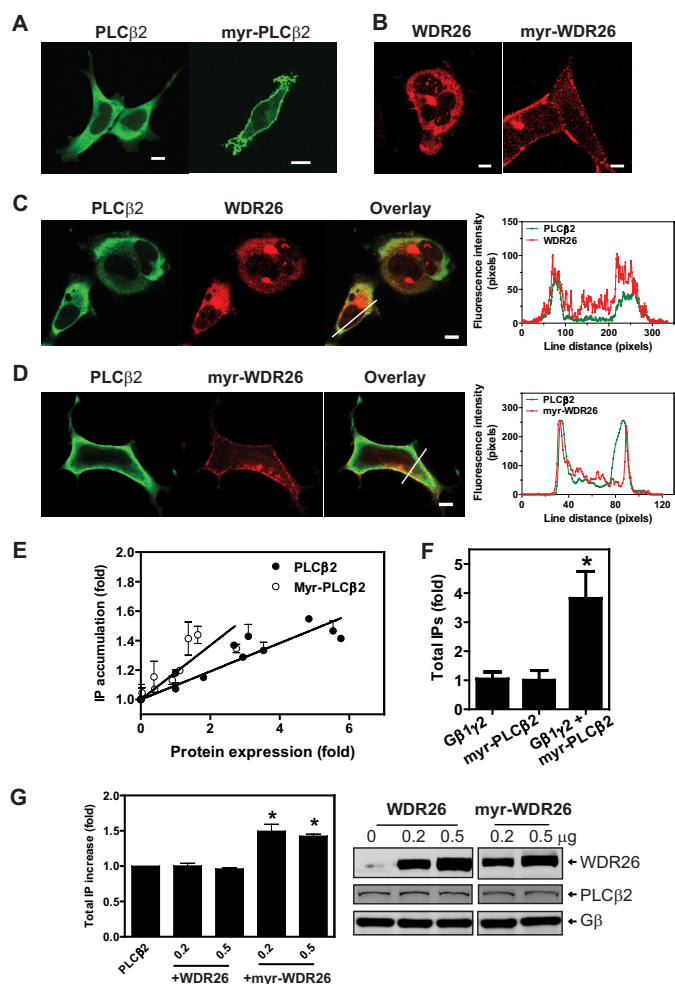 A
PLCβ2
myr-PLCβ2
B
WDR26
myr-WDR26
C
PLCβ2
WDR26
Overlay
Fluorescence intensity
(pixels)
150
100
50
0
PLCβ2
WDR26
0
100
200
300
Line distance (pixels)
D
PLCβ2
myr-WDR26
Overlay
Fluorescence intensity
(pixels)
300
200
100
0
PLCβ2
myr-WDR26
0
40
80
120
Line distance (pixels)
E
IP accumulation (fold)
2.0
1.8
1.6
1.4
1.2
1.0
PLCβ2
Myr-PLCβ2
0
2
4
6
8
Protein expression (fold)
F
Total IPs (fold)
5
4
3
2
1
0
*
Gβ1γ2
myr-PLCβ2
Gβ1γ2 +
myr-PLCβ2
G
Total IP increase (fold)
2.0
1.5
1.0
0.5
0.0
* *
PLCβ2
0.2
0.5
0.2
0.5
+WDR26
+myr-WDR26
WDR26
myr-WDR26
0 0.2 0.5 0.2 0.5 μg
WDR26
PLCβ2
Gβ